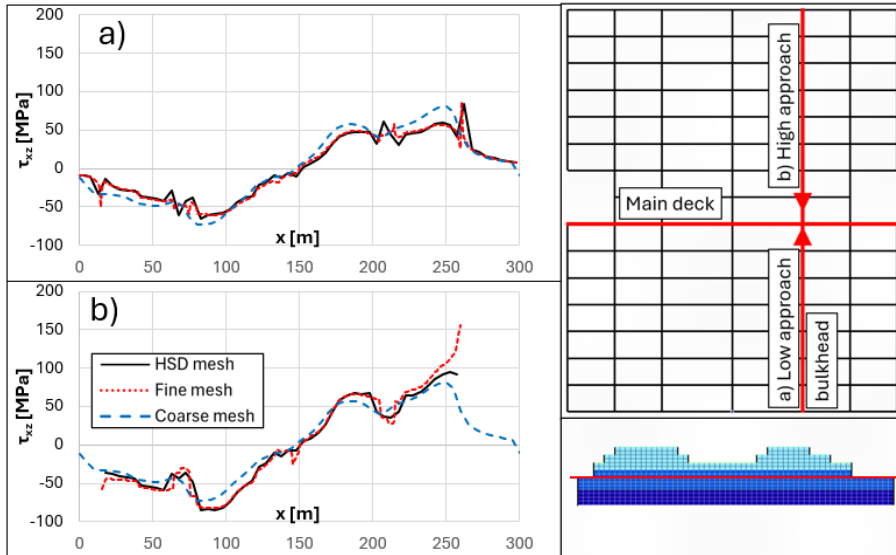 a)
200
150
100
50
0
-50
-100
τxz [MPa]
x [m]
0 50 100 150 200 250 300
b)
200
150
100
50
0
-50
-100
τxz [MPa]
HSD mesh
Fine mesh
Coarse mesh
x [m]
0 50 100 150 200 250 300
b) High approach
Main deck
a) Low approach
bulkhead